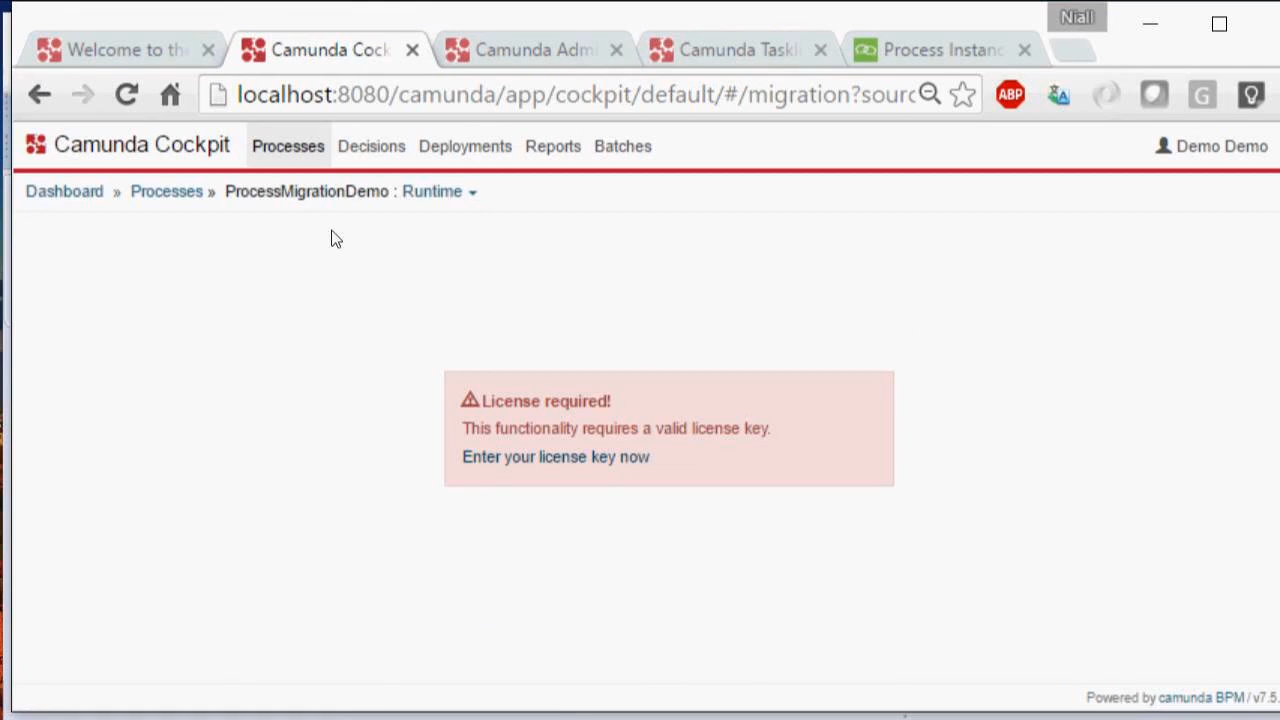 Niall
Welcome to th
Camunda Cock
Camunda Adm
Camunda Taskl
Process Instanc
localhost:8080/camunda/app/cockpit/default/#/migration?sourc
ABP
G
Camunda Cockpit Processes Decisions Deployments Reports Batches Demo Demo
Dashboard » Processes » ProcessMigrationDemo : Runtime
License required!
This functionality requires a valid license key.
Enter your license key now
Powered by camunda BPM / v7.5.